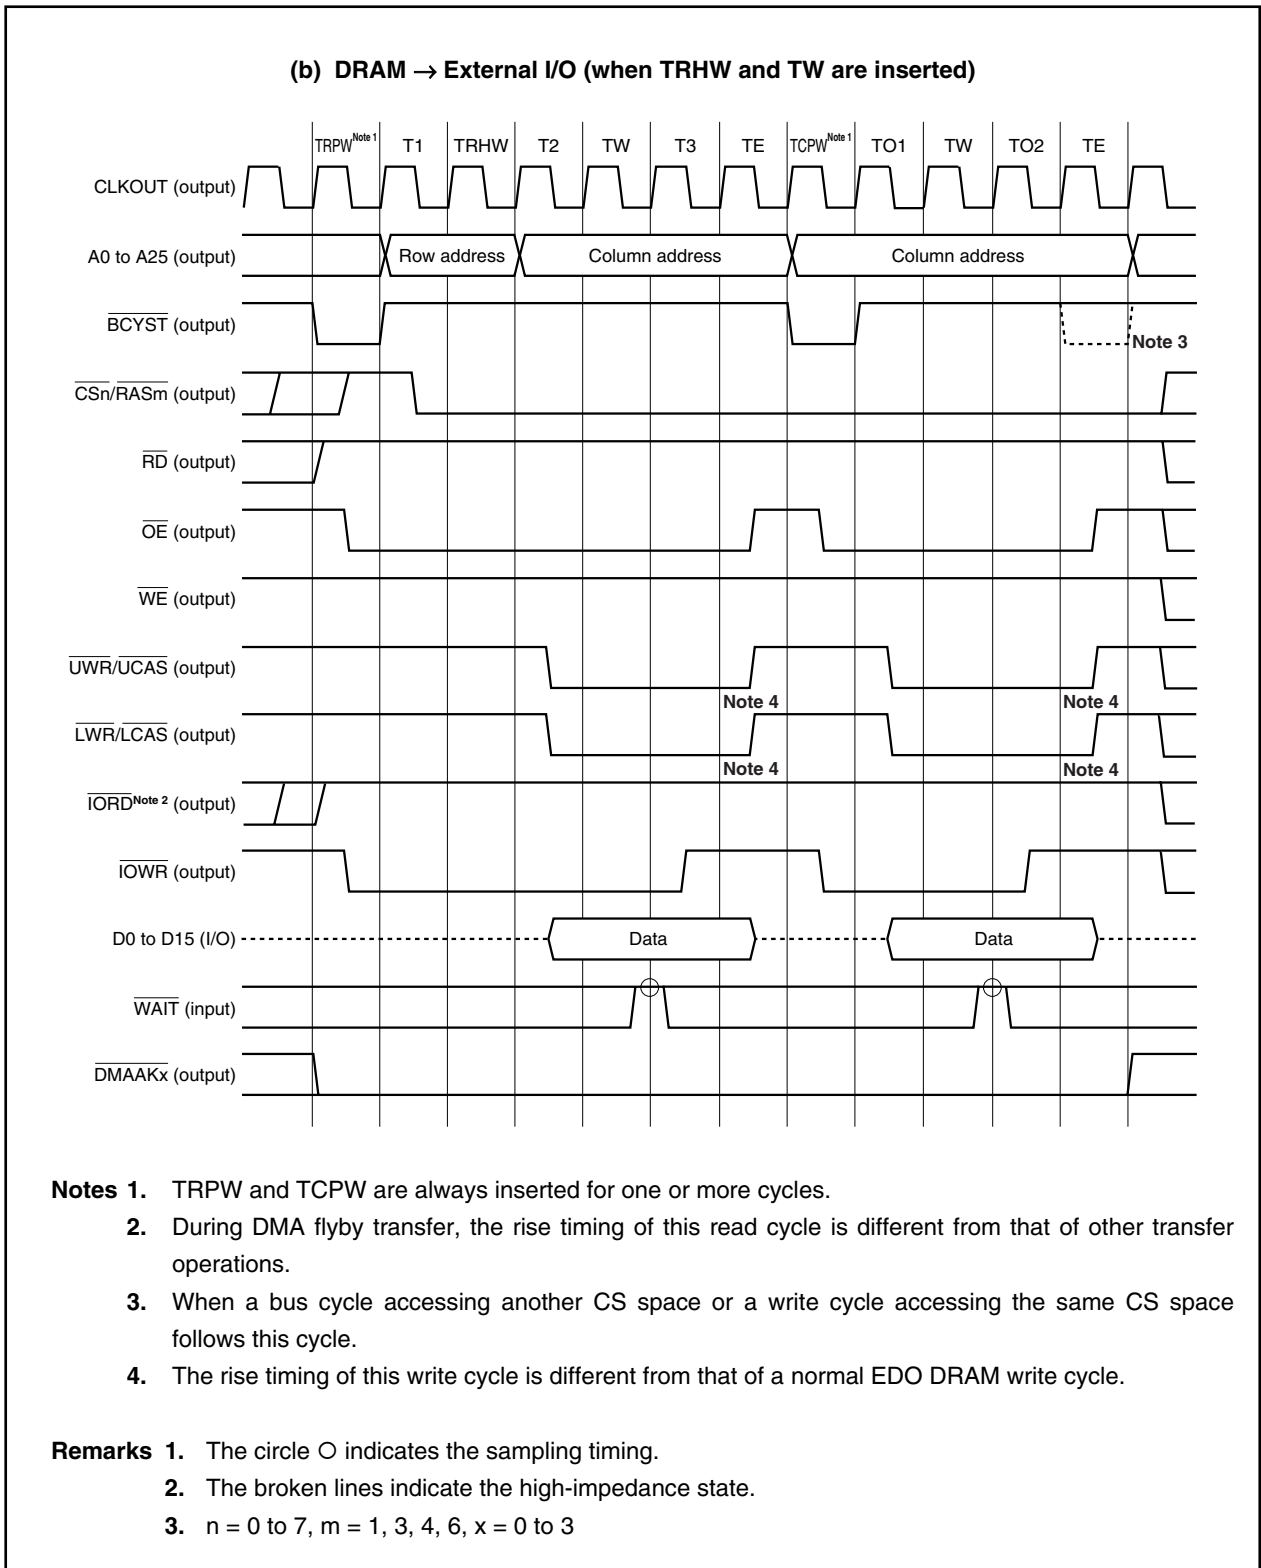 (b) DRAM → External I/O (when TRHW and TW are inserted)
TRPW Note 1 T1 TRHW T2 TW T3 TE TCPW Note 1 TO1 TW TO2 TE
CLKOUT (output)
A0 to A25 (output) Row address Column address Column address
BCYST (output)
Note 3
CSn/RASm (output)
RD (output)
OE (output)
WE (output)
UWR/UCAS (output)
Note 4 Note 4
LWR/LCAS (output)
Note 4 Note 4
IORD Note 2 (output)
IOWR (output)
D0 to D15 (I/O) Data Data
WAIT (input)
DMAAKx (output)
Notes 1. TRPW and TCPW are always inserted for one or more cycles.
2. During DMA flyby transfer, the rise timing of this read cycle is different from that of other transfer
operations.
3. When a bus cycle accessing another CS space or a write cycle accessing the same CS space
follows this cycle.
4. The rise timing of this write cycle is different from that of a normal EDO DRAM write cycle.
Remarks 1. The circle ○ indicates the sampling timing.
2. The broken lines indicate the high-impedance state.
3. n = 0 to 7, m = 1, 3, 4, 6, x = 0 to 3